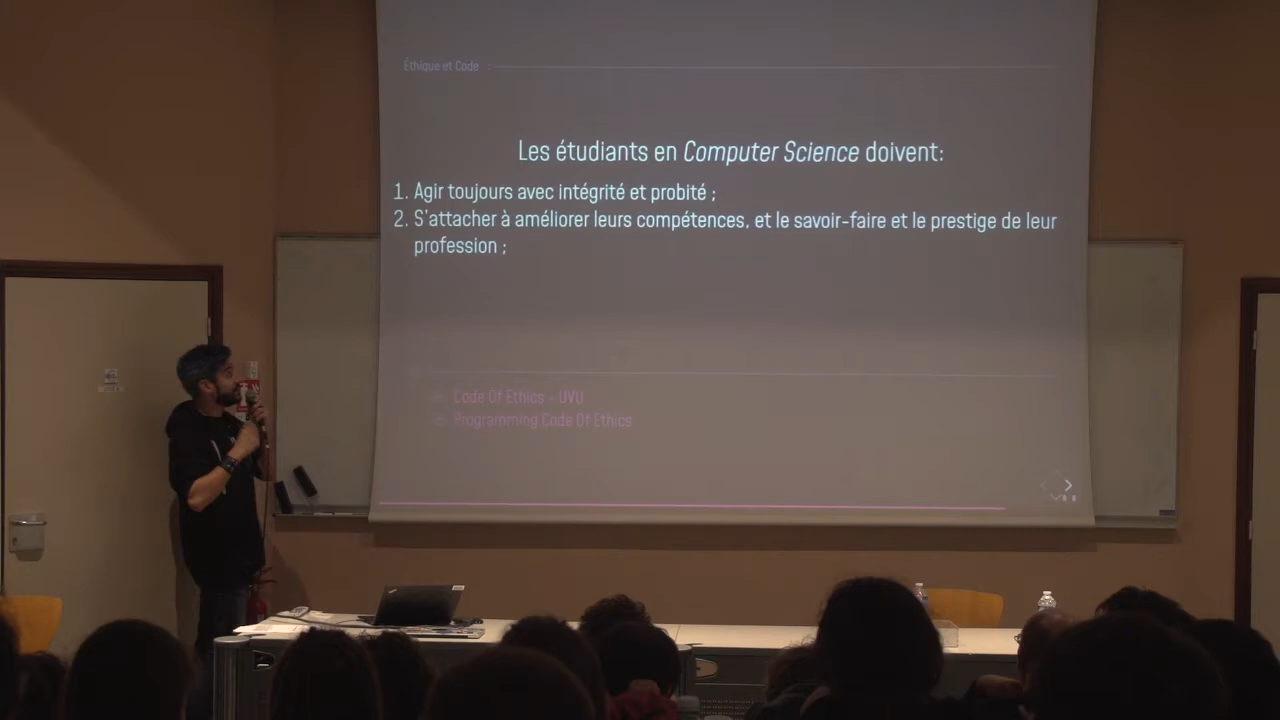 Éthique et Code :
Les étudiants en Computer Science doivent:
1. Agir toujours avec intégrité et probité ;
2. S'attacher à améliorer leurs compétences, et le savoir-faire et le prestige de leur
profession ;
Code Of Ethics - UVU
Programming Code Of Ethics